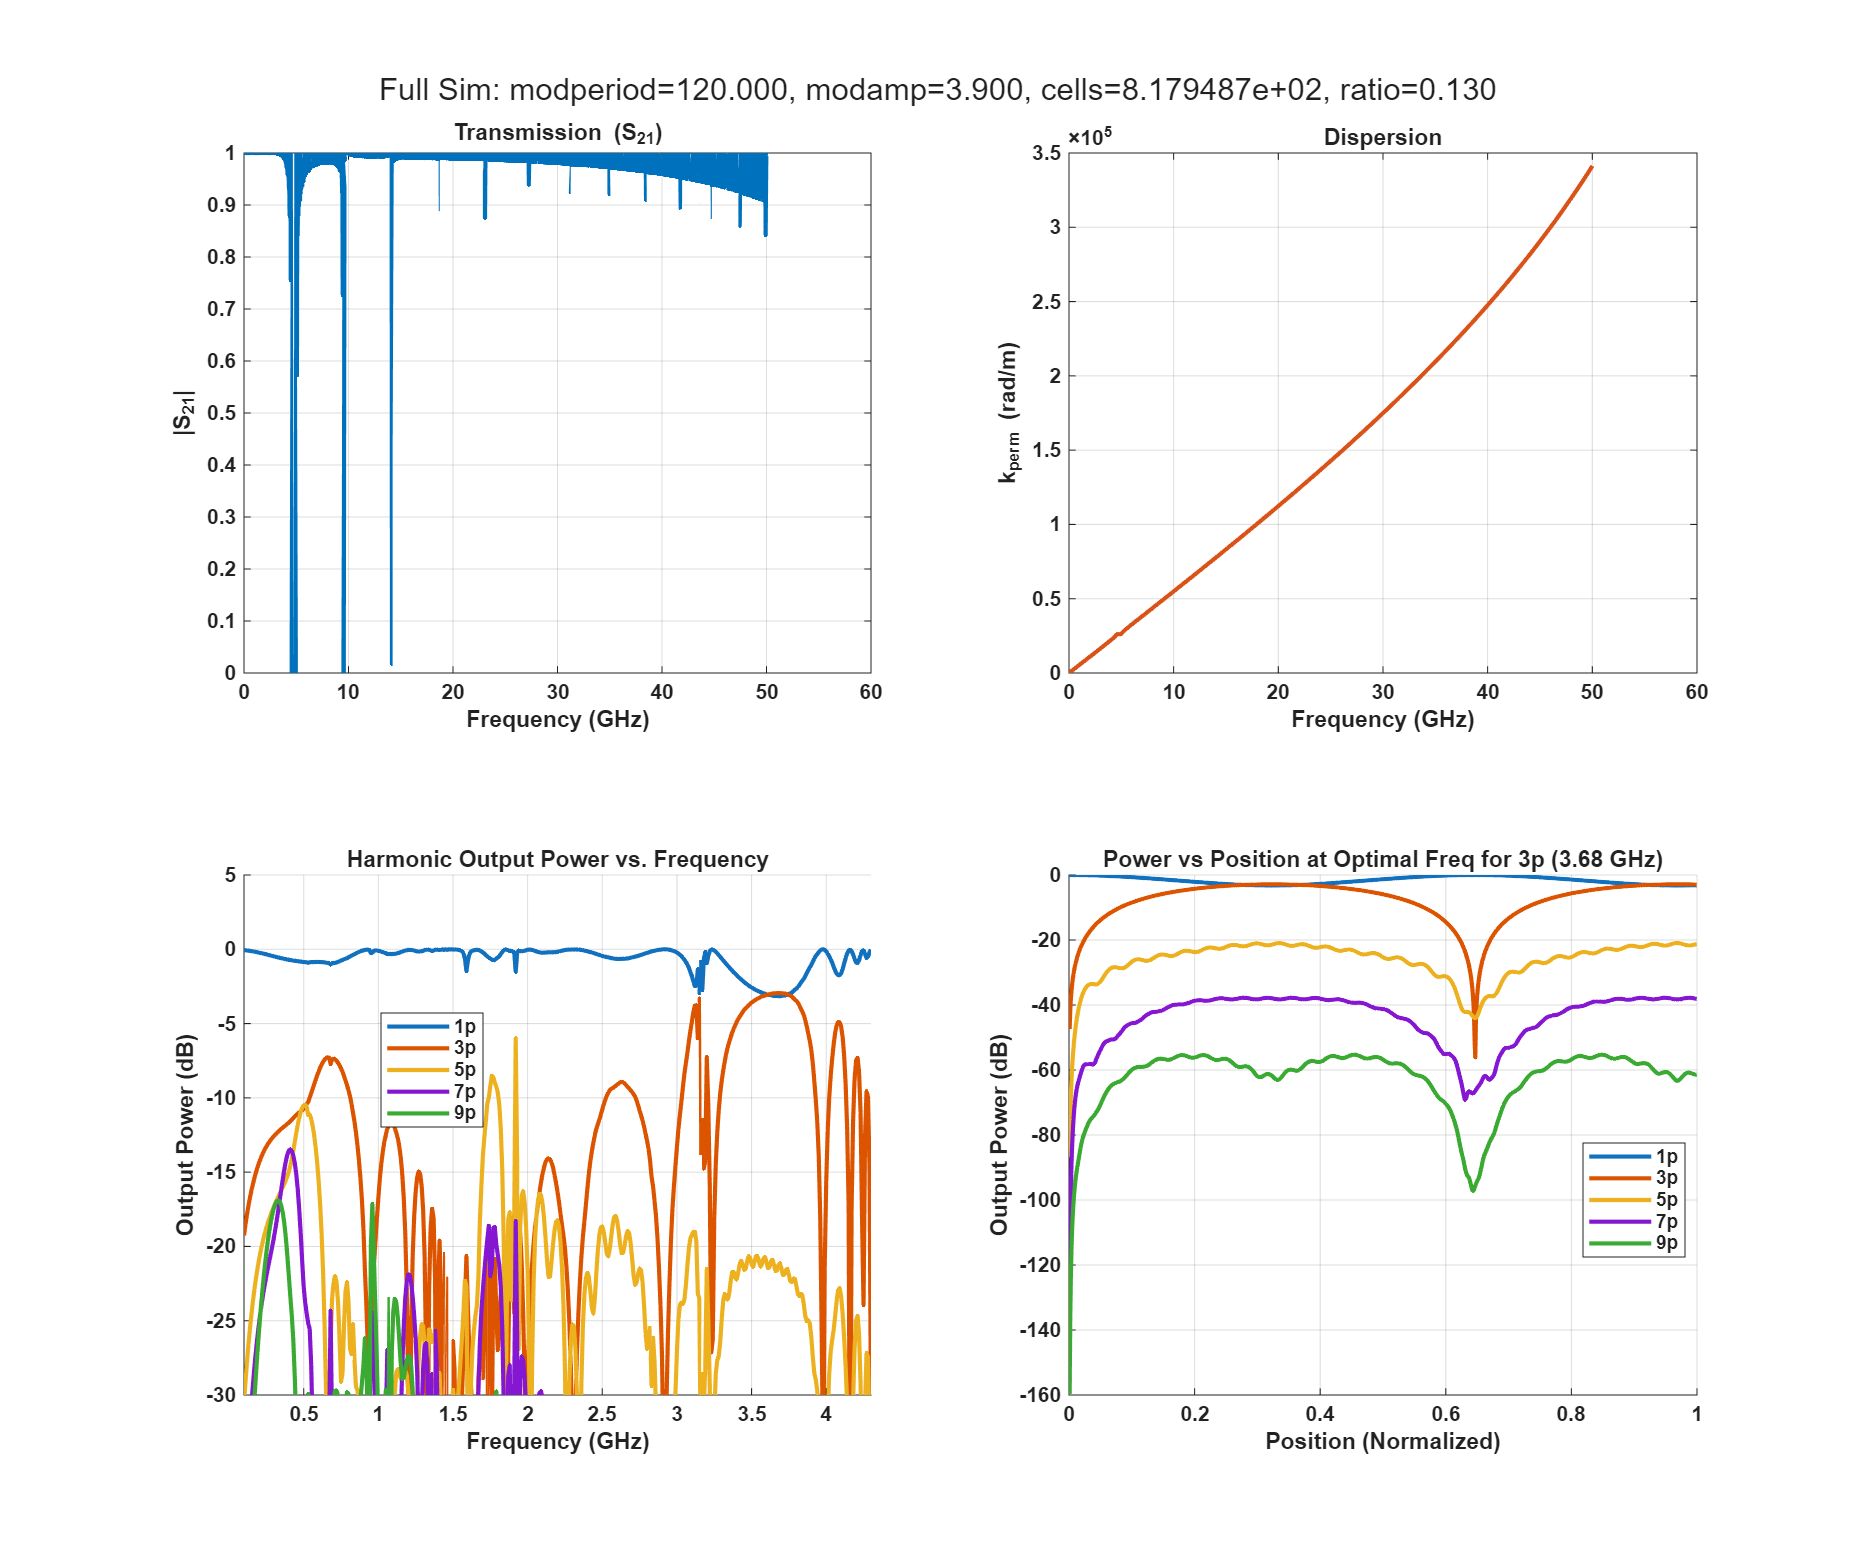 Full Sim: modperiod=120.000, modamp=3.900, cells=8.179487e+02, ratio=0.130
Transmission (S21)
1
0.9
0.8
0.7
0.6
0.5
0.4
0.3
0.2
0.1
0
|S21|
0 10 20 30 40 50 60
Frequency (GHz)
×10⁵
Dispersion
3.5
3
2.5
2
1.5
1
0.5
0
kperm (rad/m)
0 10 20 30 40 50 60
Frequency (GHz)
Harmonic Output Power vs. Frequency
5
0
-5
-10
-15
-20
-25
-30
Output Power (dB)
1p
3p
5p
7p
9p
0.5 1 1.5 2 2.5 3 3.5 4
Frequency (GHz)
Power vs Position at Optimal Freq for 3p (3.68 GHz)
0
-20
-40
-60
-80
-100
-120
-140
-160
Output Power (dB)
1p
3p
5p
7p
9p
0 0.2 0.4 0.6 0.8 1
Position (Normalized)